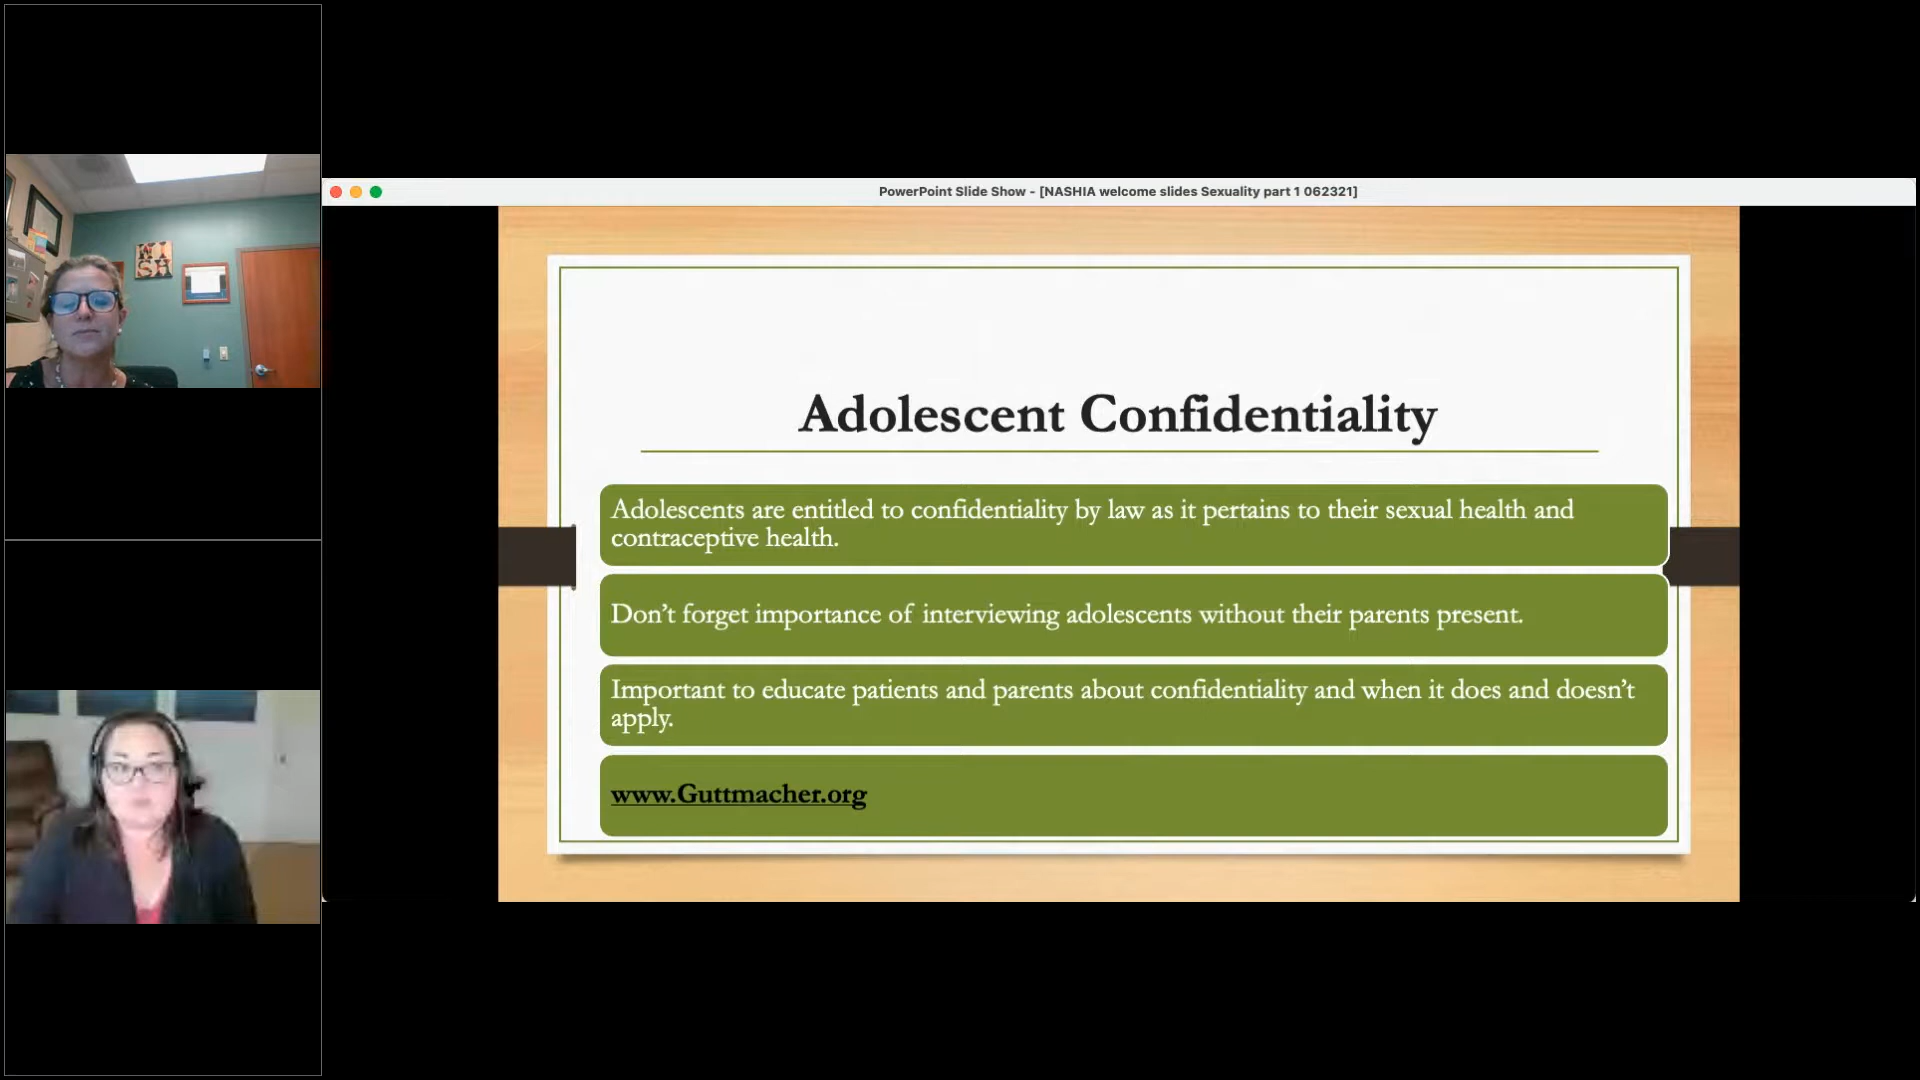 PowerPoint Slide Show - [NASHIA welcome slides Sexuality part 1 062321]
WI
SH
Adolescent Confidentiality
Adolescents are entitled to confidentiality by law as it pertains to their sexual health and
contraceptive health.
Don’t forget importance of interviewing adolescents without their parents present.
Important to educate patients and parents about confidentiality and when it does and doesn’t
apply.
www.Guttmacher.org